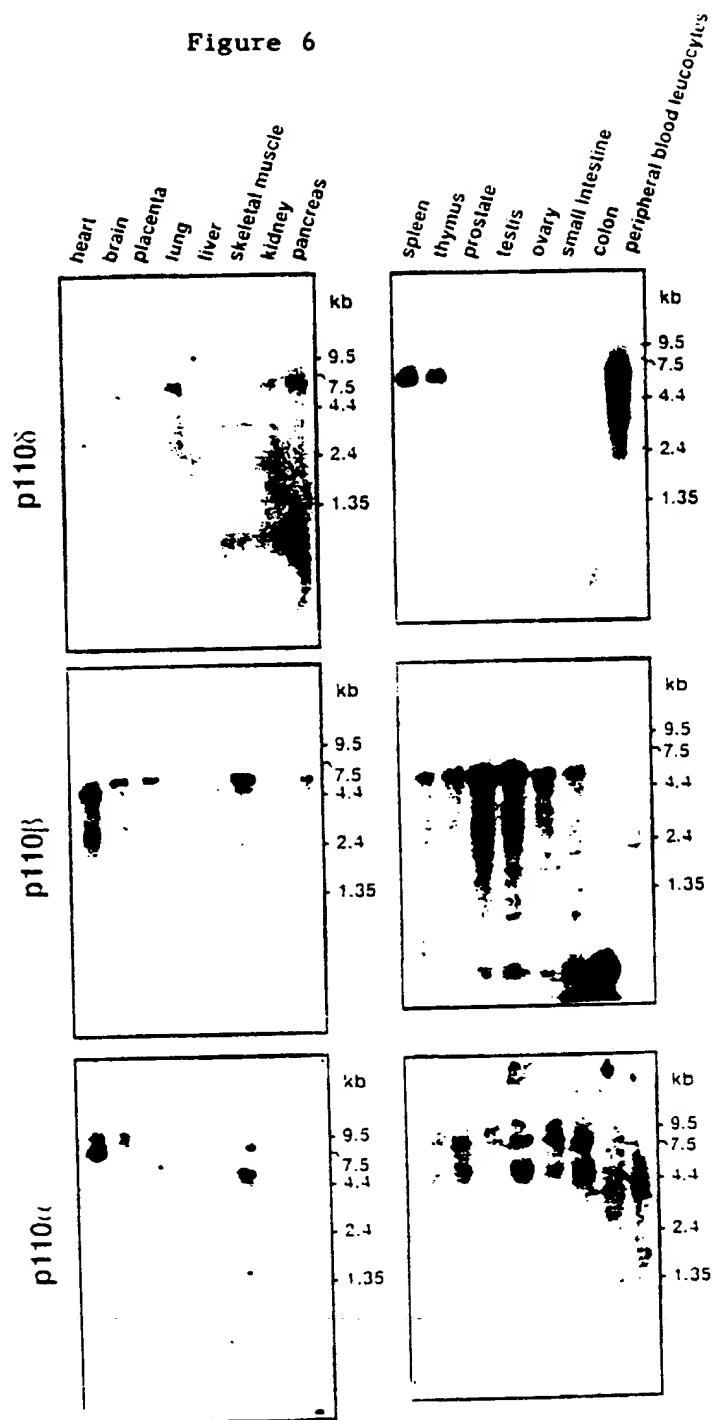 Figure 6
heart
brain
placenta
lung
liver
skeletal muscle
kidney
pancreas
spleen
thymus
prostate
testis
ovary
small Intestine
colon
peripheral blood leucocytes
p110δ
kb
9.5
7.5
4.4
2.4
1.35
kb
9.5
7.5
4.4
2.4
1.35
p110β
kb
9.5
7.5
4.4
2.4
1.35
kb
9.5
7.5
4.4
2.4
1.35
p110α
kb
9.5
7.5
4.4
2.4
1.35
kb
9.5
7.5
4.4
2.4
1.35